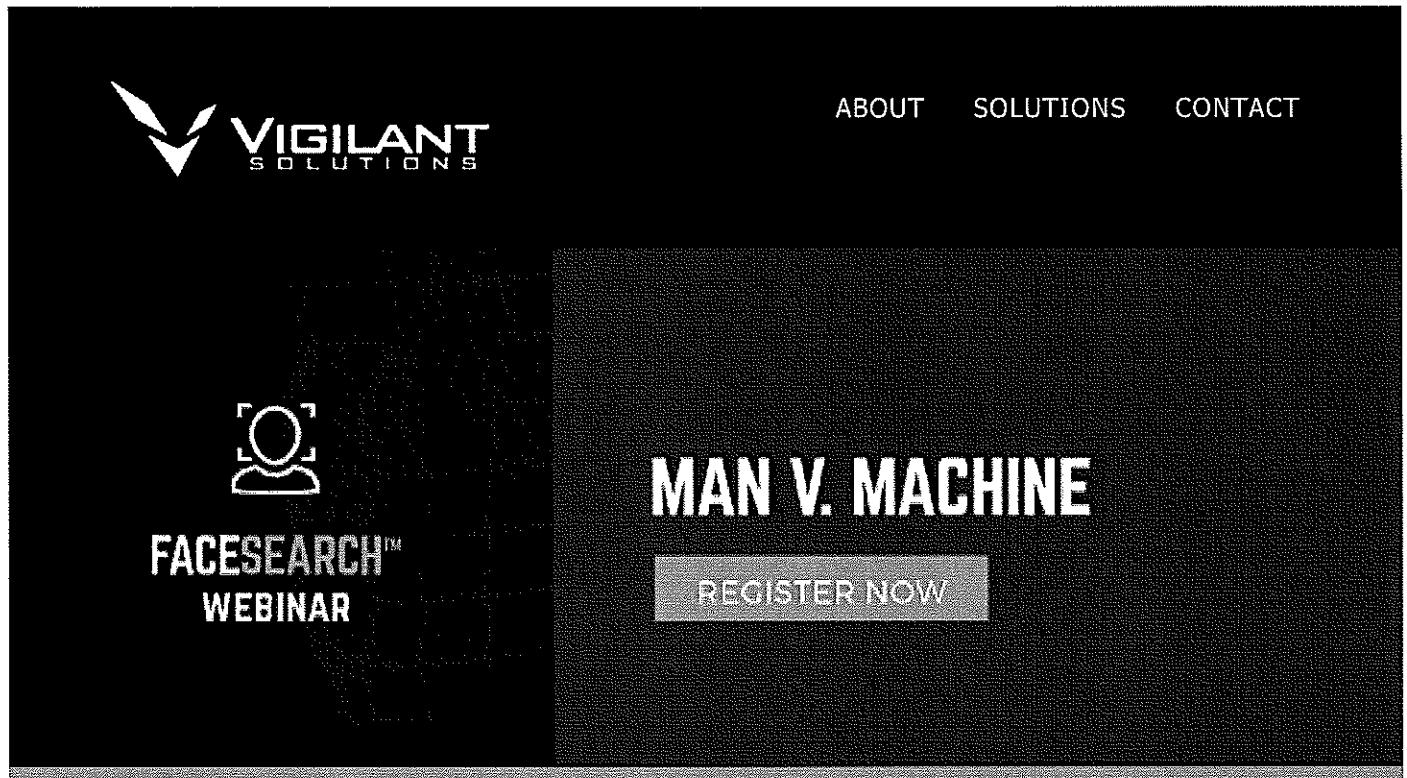 VIGILANT
SOLUTIONS
ABOUT SOLUTIONS CONTACT
FACESEARCH™
WEBINAR
MAN V. MACHINE
REGISTER NOW